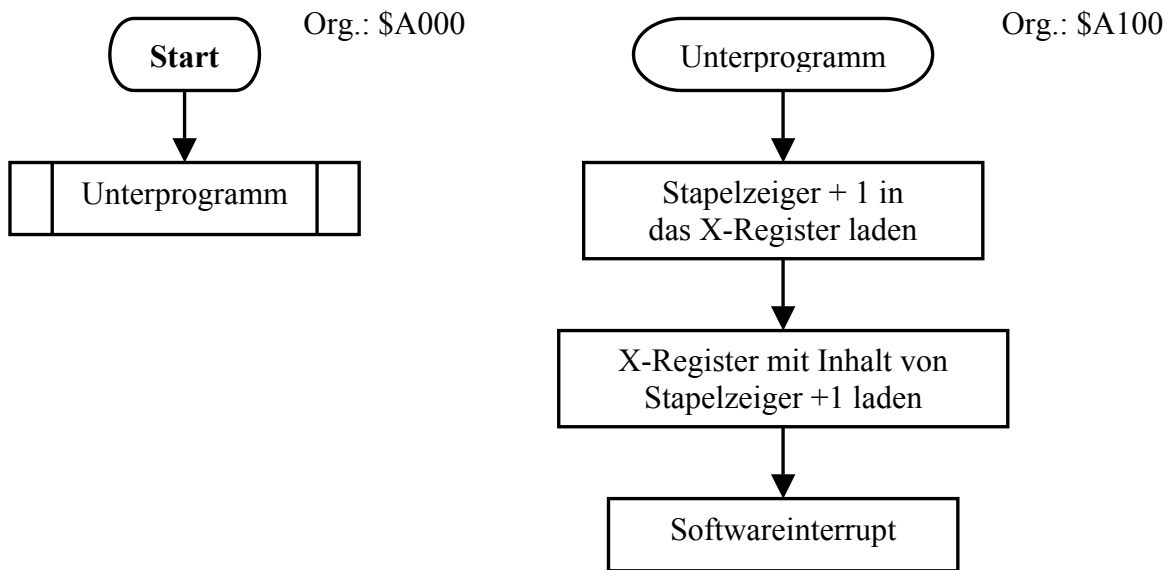 Org.: $A000
Start
Unterprogramm
Org.: $A100
Unterprogramm
Stapelzeiger + 1 in
das X-Register laden
X-Register mit Inhalt von
Stapelzeiger +1 laden
Softwareinterrupt